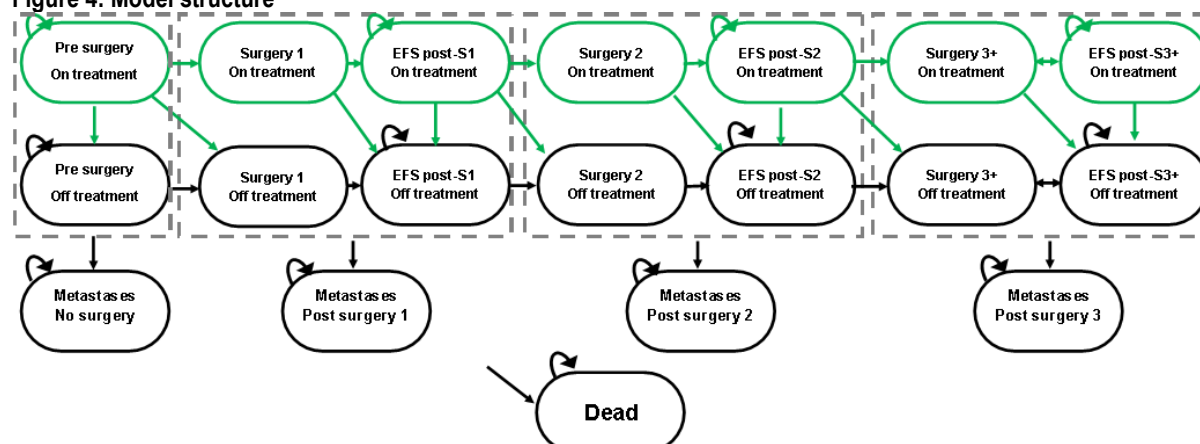 Figure 4: Model structure
Pre surgery
On treatment
Surgery 1
On treatment
EFS post-S1
On treatment
Surgery 2
On treatment
EFS post-S2
On treatment
Surgery 3+
On treatment
EFS post-S3+
On treatment
Pre surgery
Off treatment
Surgery 1
Off treatment
EFS post-S1
Off treatment
Surgery 2
Off treatment
EFS post-S2
Off treatment
Surgery 3+
Off treatment
EFS post-S3+
Off treatment
Metastases
No surgery
Metastases
Post surgery 1
Metastases
Post surgery 2
Metastases
Post surgery 3
Dead